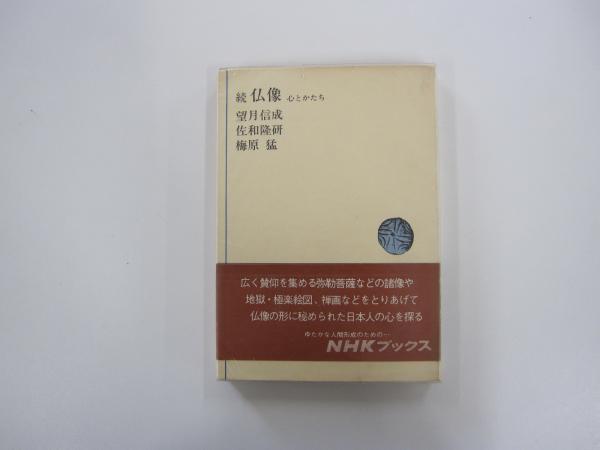 続 仏像 心とかたち
望月信成
佐和隆研
梅原 猛
広く賛仰を集める弥勒菩薩などの諸像や
地獄・極楽絵図、禅画などをとりあげて
仏像の形に秘められた日本人の心を探る
ゆたかな人間形成のための…
NHKブックス